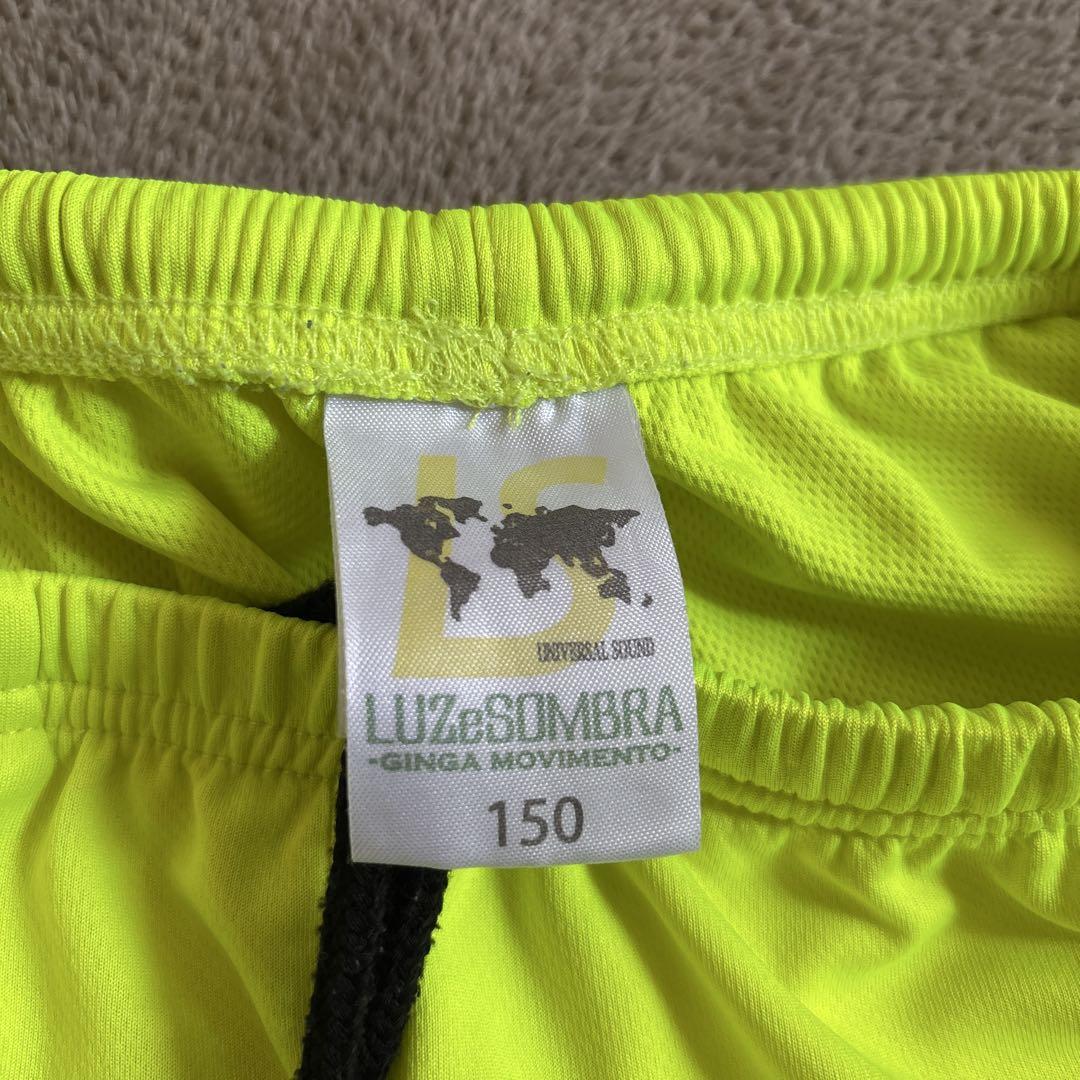 LS
UNIVERSAL SOUND
LUZeSOMBRA
-GINGA MOVIMENTO-
150